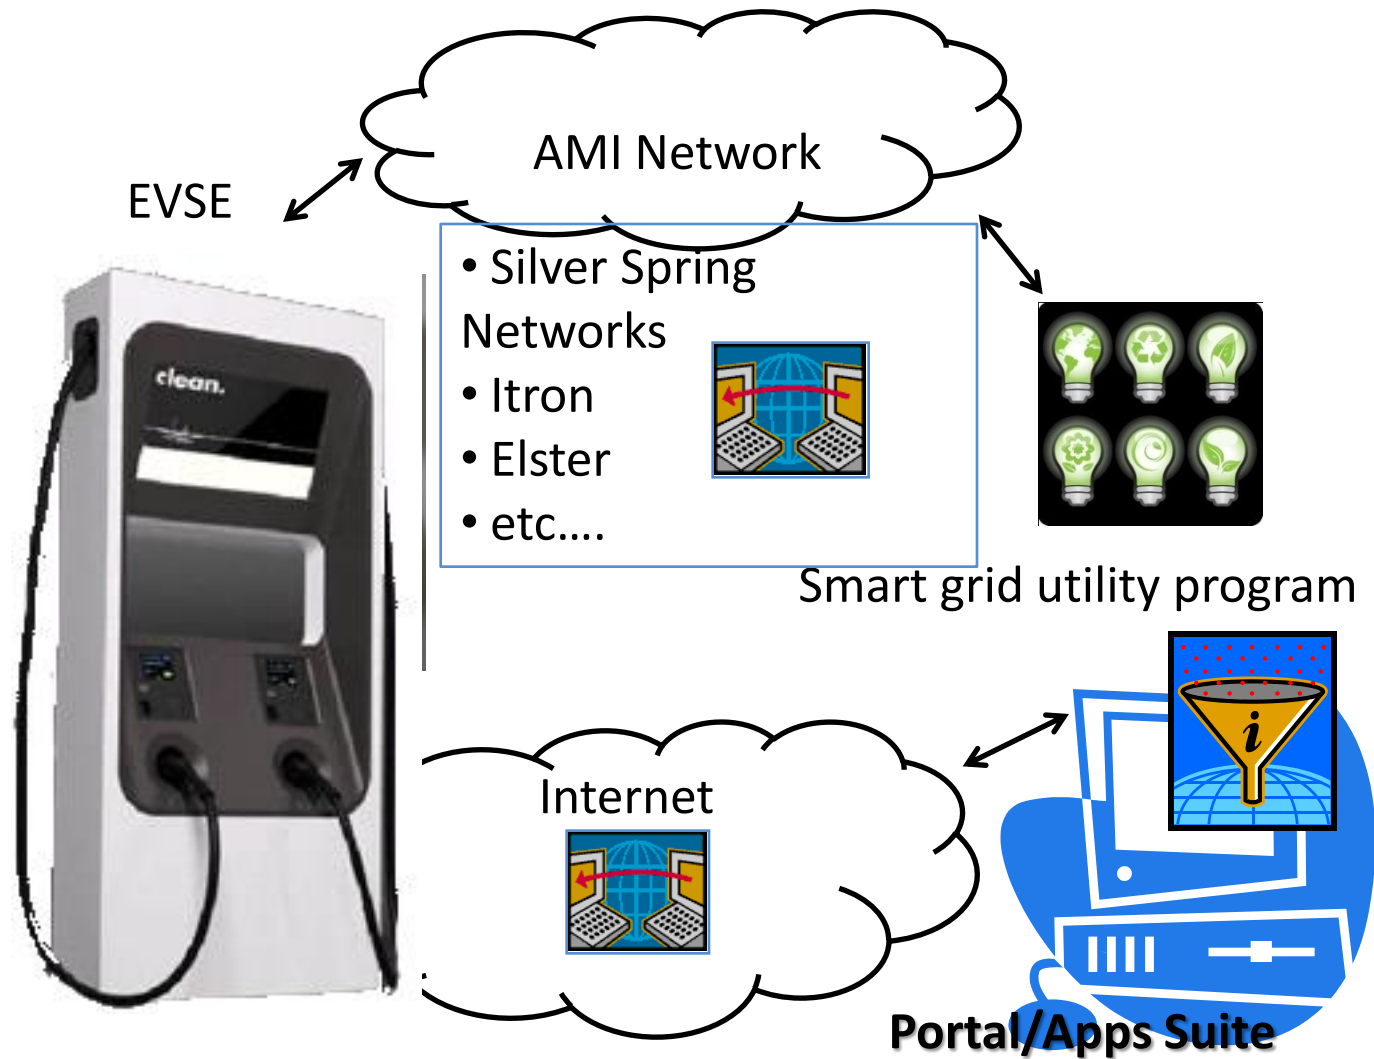 AMI Network
EVSE
• Silver Spring
Networks
• Itron
• Elster
• etc....
clean.
Smart grid utility program
i
Internet
Portal/Apps Suite